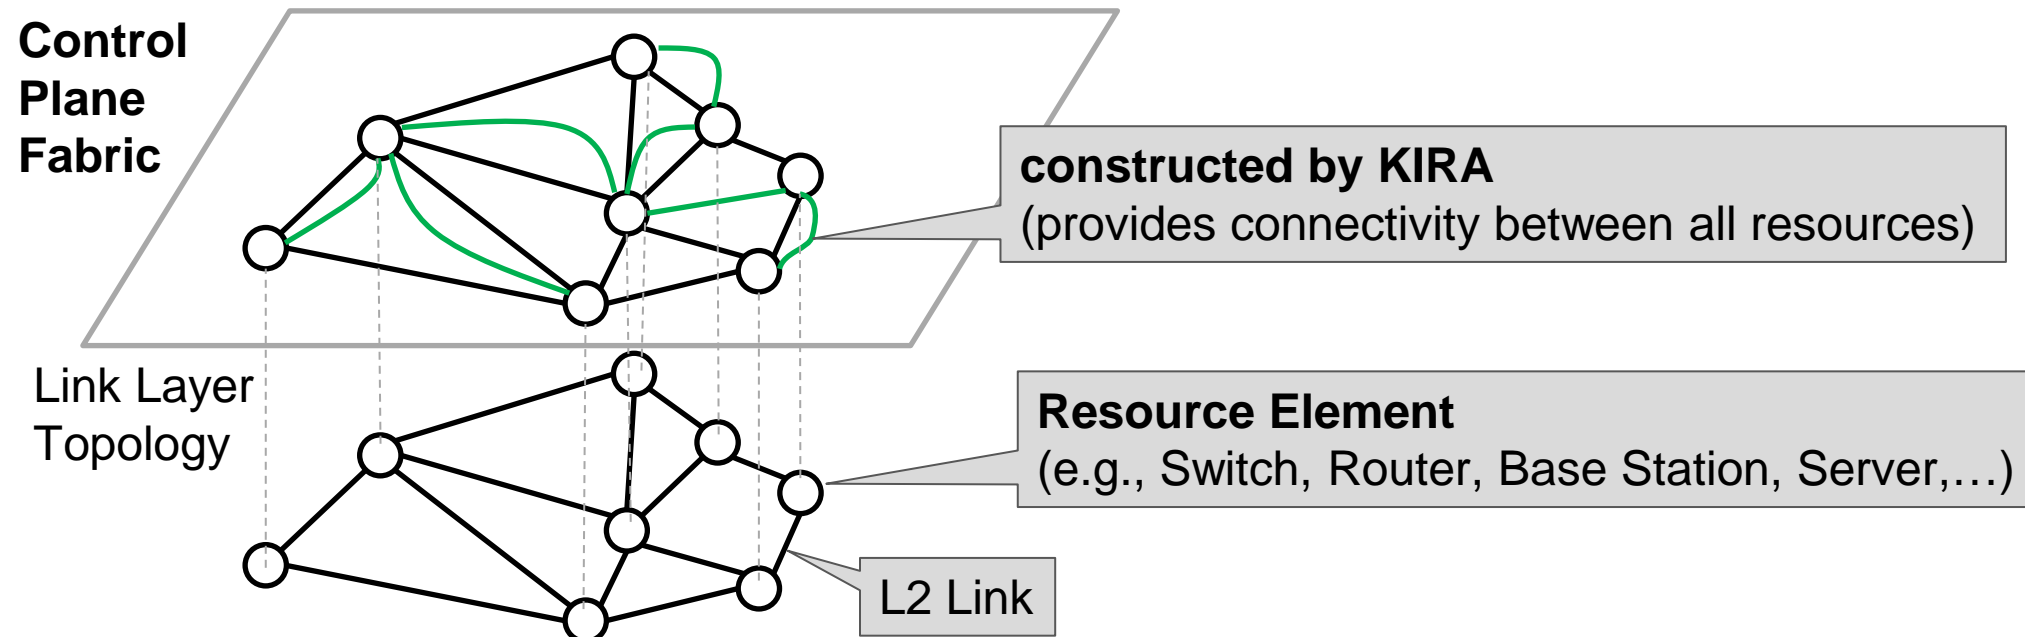 Control
Plane
Fabric
constructed by KIRA
(provides connectivity between all resources)
Link Layer
Topology
Resource Element
(e.g., Switch, Router, Base Station, Server,…)
L2 Link